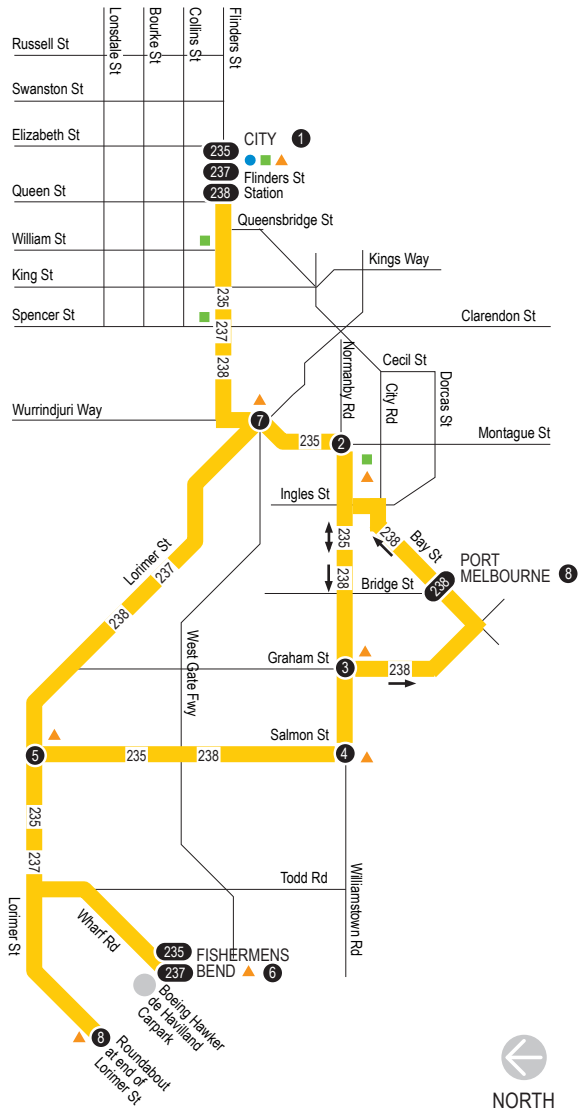 Lonsdale St
Bourke St
Collins St
Flinders St
Russell St
Swanston St
Elizabeth St
CITY 1
235
237
238
Flinders St
Station
Queen St
Queensbridge St
William St
Kings Way
King St
235
Spencer St
Clarendon St
237
238
Normanby Rd
Cecil St
City Rd
Dorcas St
Wurrindjuri Way
7
235
2
Montague St
Ingles St
235
238
Bay St
238
Lorimer St
237
238
PORT
MELBOURNE 8
238
Bridge St
West Gate Fwy
Graham St
3
238
Salmon St
5
235
238
4
235
237
Todd Rd
Williamstown Rd
Lorimer St
Wharf Rd
235
237
FISHERMENS
BEND 6
Boeing Hawker
de Havilland
Carpark
8
Roundabout
at end of
Lorimer St
NORTH